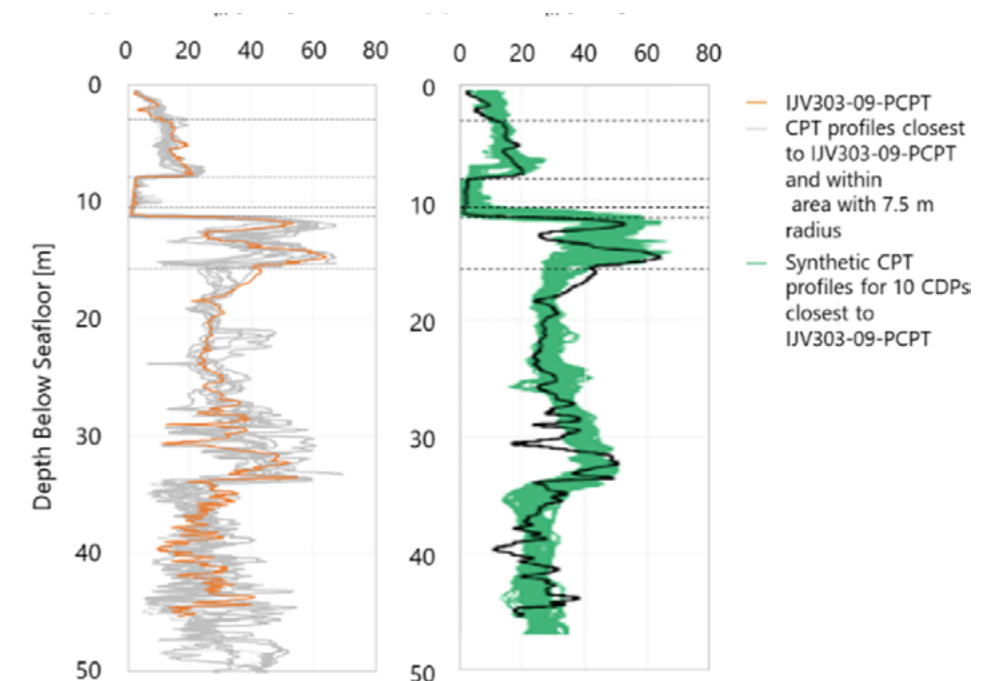 0 20 40 60 80
0 20 40 60 80
0
10
20
30
40
50
Depth Below Seafloor [m]
0
10
20
30
40
50
IJV303-09-PCPT
CPT profiles closest
to IJV303-09-PCPT
and within
area with 7.5 m
radius
Synthetic CPT
profiles for 10 CDPs
closest to
IJV303-09-PCPT